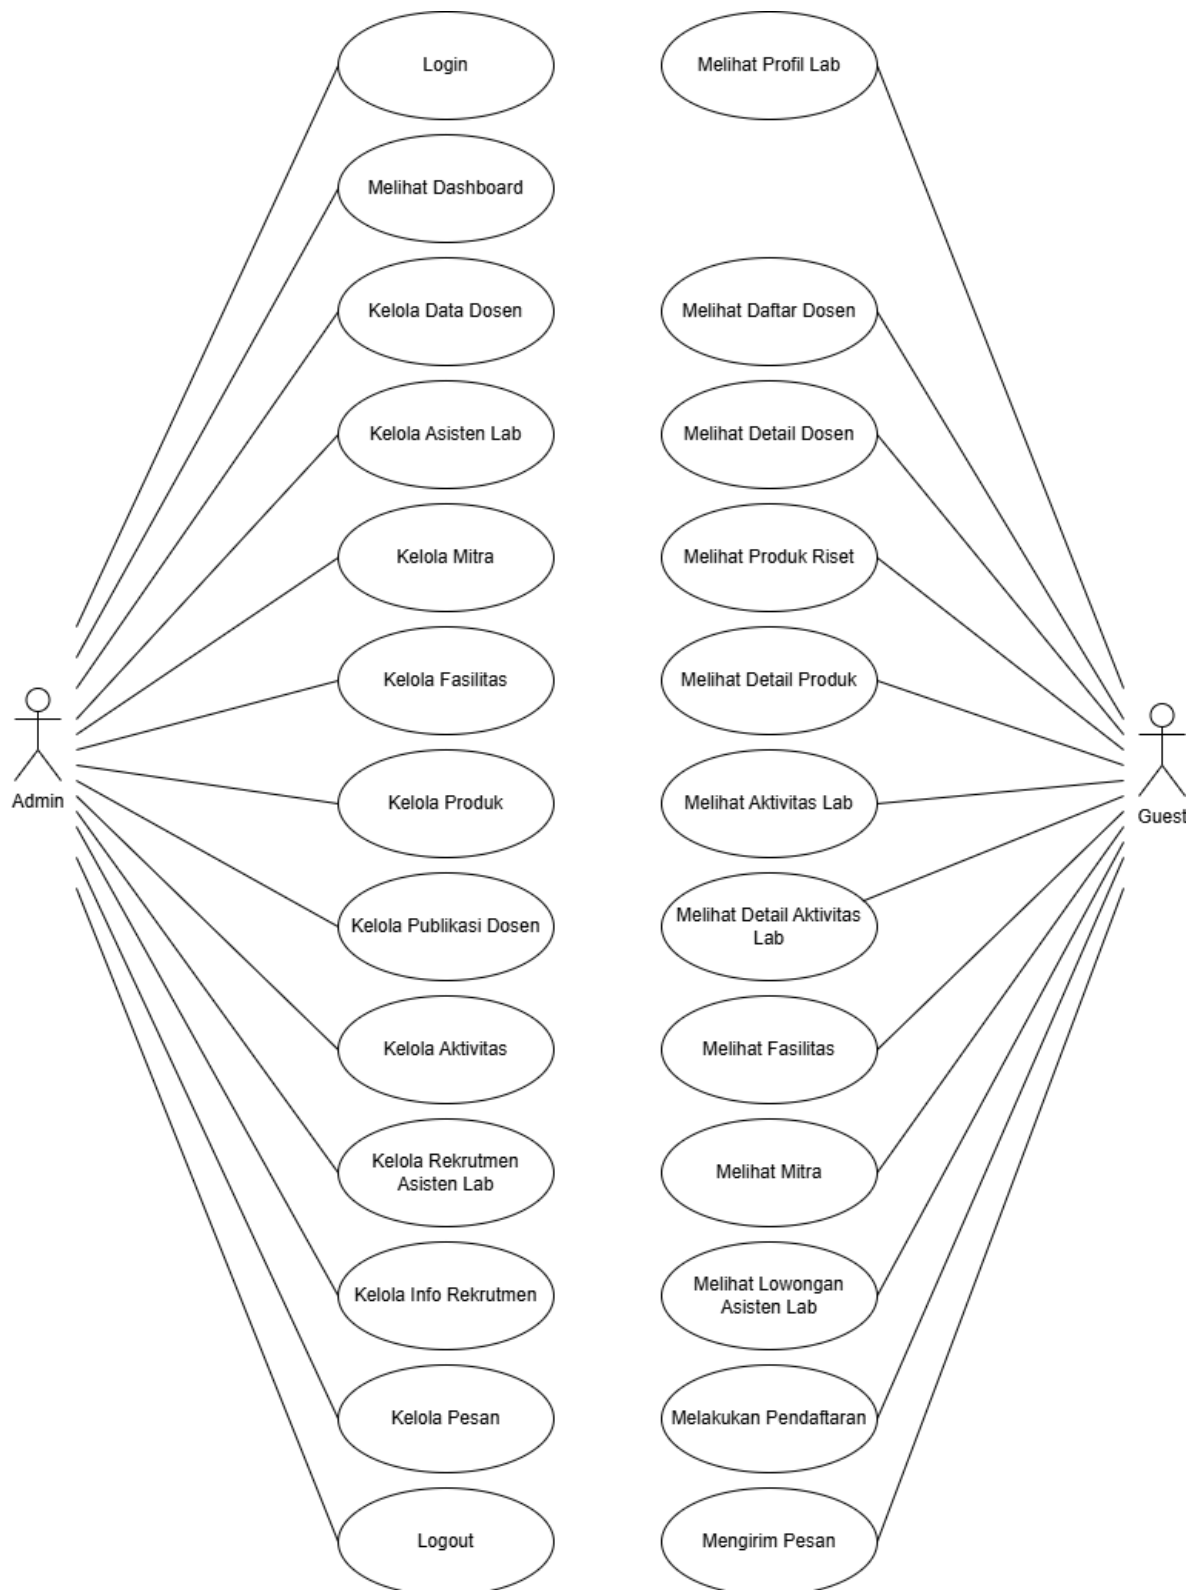 Login
Melihat Profil Lab
Melihat Dashboard
Kelola Data Dosen
Melihat Daftar Dosen
Kelola Asisten Lab
Melihat Detail Dosen
Kelola Mitra
Melihat Produk Riset
Kelola Fasilitas
Melihat Detail Produk
Admin
Kelola Produk
Melihat Aktivitas Lab
Guest
Kelola Publikasi Dosen
Melihat Detail Aktivitas
Lab
Kelola Aktivitas
Melihat Fasilitas
Kelola Rekrutmen
Asisten Lab
Melihat Mitra
Kelola Info Rekrutmen
Melihat Lowongan
Asisten Lab
Kelola Pesan
Melakukan Pendaftaran
Logout
Mengirim Pesan